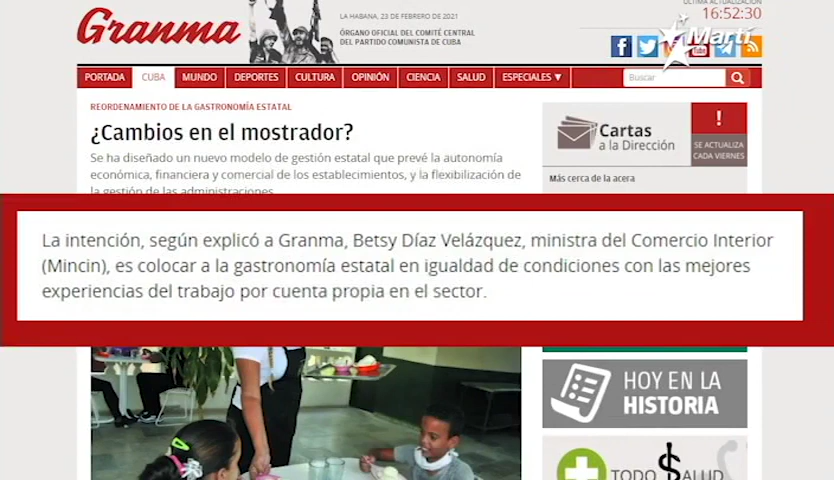 Granma
LA HABANA, 23 DE FEBRERO DE 2021
ÓRGANO OFICIAL DEL COMITÉ CENTRAL
DEL PARTIDO COMUNISTA DE CUBA
ÚLTIMA ACTUALIZACIÓN
16:52:30
Martí
PORTADA CUBA MUNDO DEPORTES CULTURA OPINIÓN CIENCIA SALUD ESPECIALES
Buscar
REORDENAMIENTO DE LA GASTRONOMÍA ESTATAL
¿Cambios en el mostrador?
Se ha diseñado un nuevo modelo de gestión estatal que prevé la autonomía
económica, financiera y comercial de los establecimientos, y la flexibilización de
la gestión de las administraciones
Cartas
a la Dirección
!
SE ACTUALIZA
CADA VIERNES
Más cerca de la acera
La intención, según explicó a Granma, Betsy Díaz Velázquez, ministra del Comercio Interior
(Mincin), es colocar a la gastronomía estatal en igualdad de condiciones con las mejores
experiencias del trabajo por cuenta propia en el sector.
HOY EN LA
HISTORIA
TODO SALUD